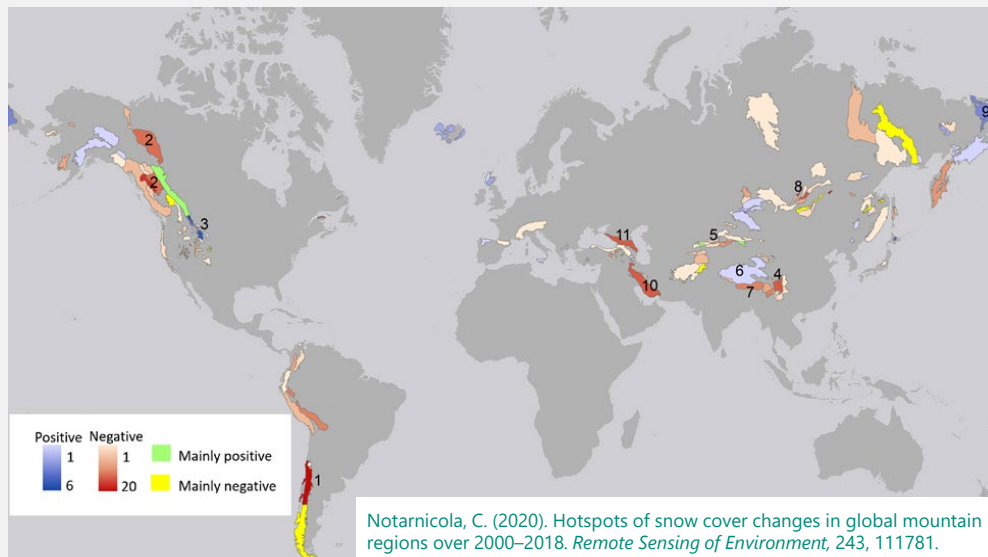 2
9
2
8
3
5
11
6
4
10
7
Positive Negative
1 1 Mainly positive
6 20 Mainly negative
1
Notarnicola, C. (2020). Hotspots of snow cover changes in global mountain
regions over 2000–2018. Remote Sensing of Environment, 243, 111781.